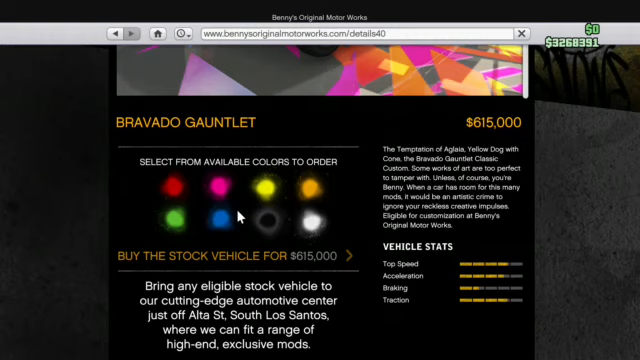 Benny's Original Motor Works
www.bennysoriginalmotorworks.com/details40
$0
$3268391
BRAVADO GAUNTLET
$615,000
SELECT FROM AVAILABLE COLORS TO ORDER
BUY THE STOCK VEHICLE FOR $615,000
Bring any eligible stock vehicle to
our cutting-edge automotive center
just off Alta St, South Los Santos,
where we can fit a range of
high-end, exclusive mods.
The Temptation of Aglaia, Yellow Dog with
Cone, the Bravado Gauntlet Classic
Custom. Some works of art are too perfect
to tamper with. Unless, of course, you're
Benny. When a car has room for this many
mods, it would be an artistic crime to
ignore your reckless creative impulses.
Eligible for customization at Benny's
Original Motor Works.
VEHICLE STATS
Top Speed
Acceleration
Braking
Traction